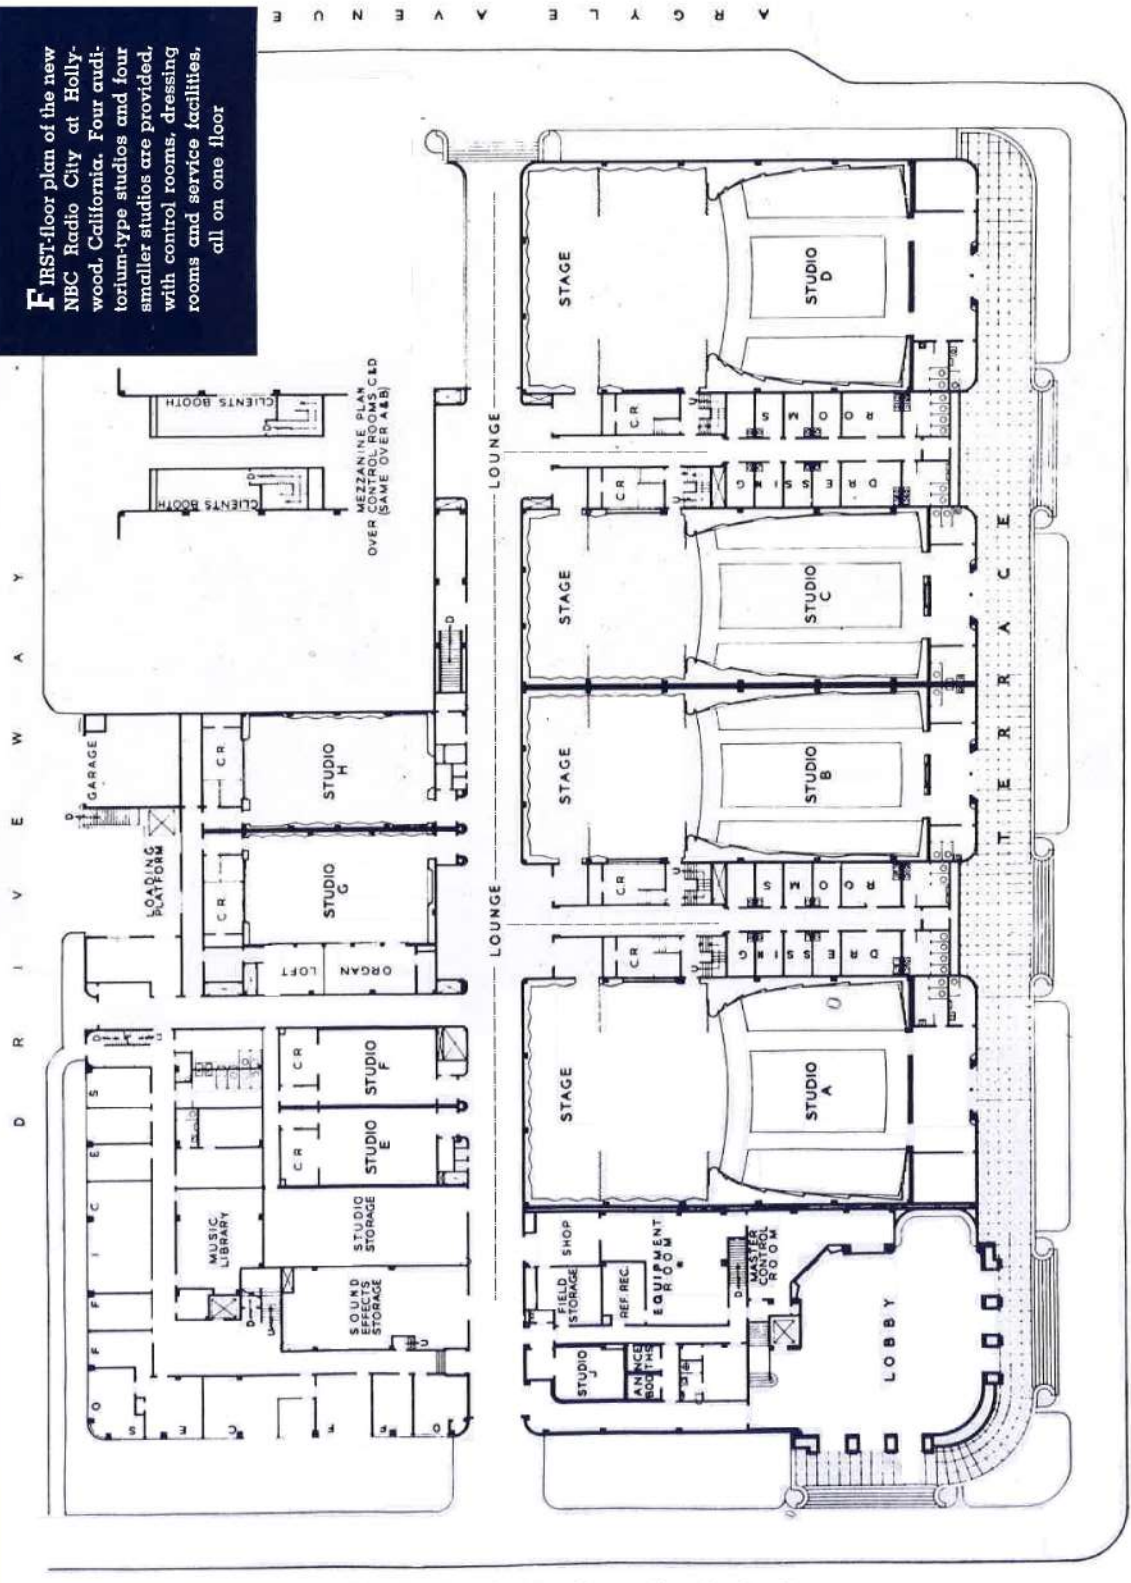 FIRST-floor plan of the new
NBC Radio City at Holly-
wood, California. Four audi-
torium-type studios and four
smaller studios are provided,
with control rooms, dressing
rooms and service facilities,
all on one floor
ARGYLE AVENUE
DRIVEWAY
CLIENTS BOOTH
CLIENTS BOOTH
D
D
MEZZANINE PLAN
OVER CONTROL ROOMS C&D
(SAME OVER A&B)
GARAGE
D
LOADING
PLATFORM
C.R.
STUDIO
H
C.R.
STUDIO
G
ORGAN
LOFT
D
LOUNGE
LOUNGE
STAGE
STUDIO
D
C.R.
U
C.R.
U
DRESSING
ROOMS
STAGE
STUDIO
C
STAGE
STUDIO
B
C.R.
U
C.R.
U
DRESSING
ROOMS
STAGE
STUDIO
A
TERRACE
OFFICES
OFFICES
D
U
C R
STUDIO
F
C R
STUDIO
E
MUSIC
LIBRARY
STUDIO
STORAGE
SOUND
EFFECTS
STORAGE
D
U
U
SHOP
FIELD
STORAGE
REF. REC.
EQUIPMENT
ROOM
D
MASTER
CONTROL
ROOM
STUDIO
J
AN'NCE
BOOTHS
LOBBY